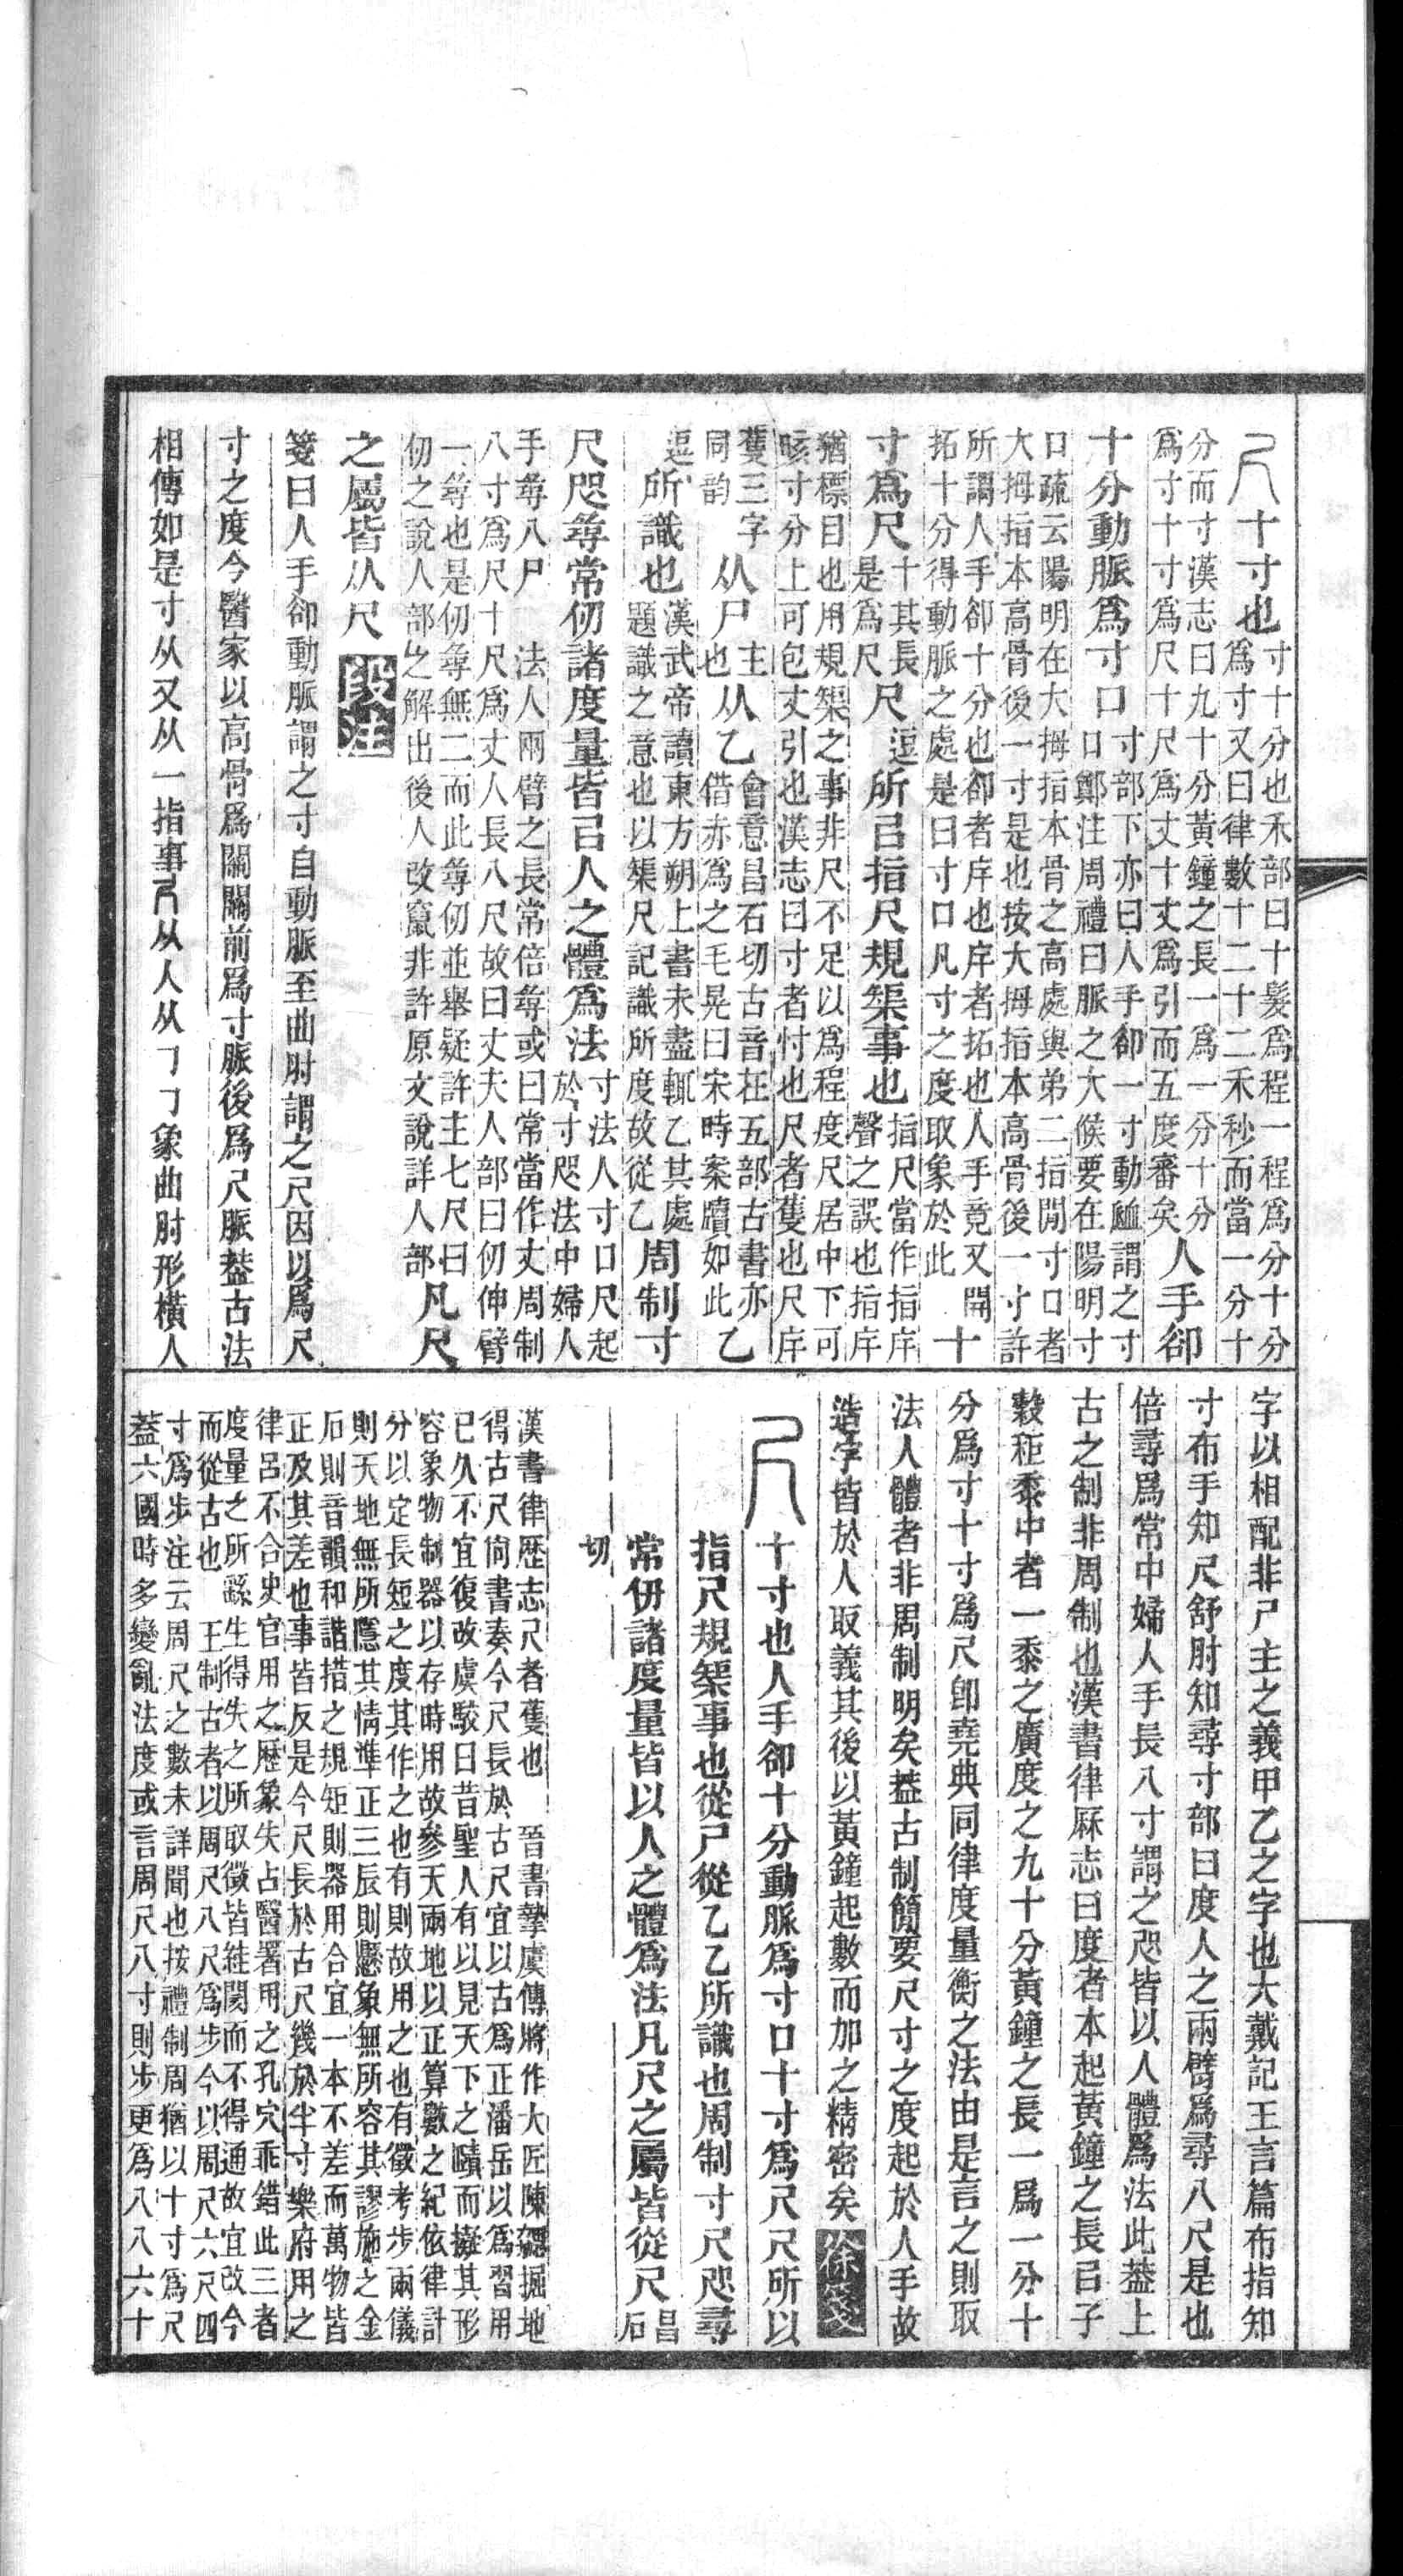 尺十寸也寸十分也禾部曰十髮爲程一程爲分十分
爲寸又曰律數十二十二禾秒而當一分十
分而寸漢志曰九十分黃鐘之長一爲一分十分
爲寸十寸爲尺十尺爲丈十丈爲引而五度審矣人手卻
十分動脈爲寸口寸部下亦曰人手卻一寸動䘑謂之寸
口鄭注周禮曰脈之大候要在陽明寸
口疏云陽明在大拇指本骨之高處與弟二指閒寸口者
大拇指本高骨後一寸是也按大拇指本高骨後一寸許
所謂人手卻十分也卻者㡿也㡿者拓也人手竟又開
拓十分得動脈之處是曰寸口凡寸之度取象於此十
寸爲尺十其長是爲尺尺逗所㠯指尺規榘事也指尺當作指㡿
聲之誤也指㡿
猶標目也用規榘之事非尺不足以爲程度尺居中下可
晐寸分上可包丈引也漢志曰寸者忖也尺者蒦也尺㡿
蒦三字
同韵从尸主也从乙會意昌石切古音在五部古書亦
借赤爲之毛晃曰宋時案牘如此乙
逗所識也漢武帝讀東方朔上書未盡輒乙其處
題識之意也以榘尺記識所度故從乙周制寸
尺咫尋常仞諸度量皆㠯人之體爲法寸法人寸口尺起
於寸咫法中婦人
手尋八尺　法人兩臂之長常倍尋或曰常當作丈周制
八寸爲尺十尺爲丈人長八尺故曰丈夫人部曰仞伸臂
一尋也是仞尋無二而此尋仞並舉疑許主七尺曰
仞之說人部之解出後人改竄非許原文說詳人部凡尺
之屬皆从尺段注
箋曰人手卻動脈謂之寸自動脈至曲肘謂之尺因以爲尺
寸之度今醫家以高骨爲關關前爲寸脈後爲尺脈葢古法
相傳如是寸从又从一指事尺从人从㇆㇆象曲肘形橫人
字以相配非尸主之義甲乙之字也大戴記王言篇布指知
寸布手知尺舒肘知尋寸部曰度人之兩臂爲尋八尺是也
倍尋爲常中婦人手長八寸謂之咫皆以人體爲法此葢上
古之制非周制也漢書律厤志曰度者本起黃鐘之長㠯子
穀秬黍中者一黍之廣度之九十分黃鐘之長一爲一分十
分爲寸十寸爲尺卽堯典同律度量衡之法由是言之則取
法人體者非周制明矣葢古制簡要尺寸之度起於人手故
造字皆於人取義其後以黃鐘起數而加之精密矣徐箋
尺十寸也人手卻十分動脈爲寸口十寸爲尺尺所以
指尺規榘事也從尸從乙乙所識也周制寸尺咫尋
常仞諸度量皆以人之體爲法凡尺之屬皆從尺昌石
切
漢書律歷志尺者蒦也　晉書摯虞傳將作大匠陳勰掘地
得古尺尙書奏今尺長於古尺宜以古爲正潘岳以爲習用
已久不宜復改虞駁曰昔聖人有以見天下之賾而擬其形
容象物制器以存時用故參天兩地以正算數之紀依律計
分以定長短之度其作之也有則故用之也有徵考步兩儀
則天地無所隱其情準正三辰則懸象無所容其謬施之金
石則音韻和諧措之規矩則器用合宜一本不差而萬物皆
正及其差也事皆反是今尺長於古尺幾於半寸樂府用之
律呂不合史官用之歷象失占醫署用之孔穴乖錯此三者
度量之所繇生得失之所取徵皆絓閡而不得通故宜改今
而從古也　王制古者以周尺八尺爲步今以周尺六尺四
寸爲步注云周尺之數未詳聞也按禮制周猶以十寸爲尺
葢六國時多變亂法度或言周尺八寸則步更爲八八六十